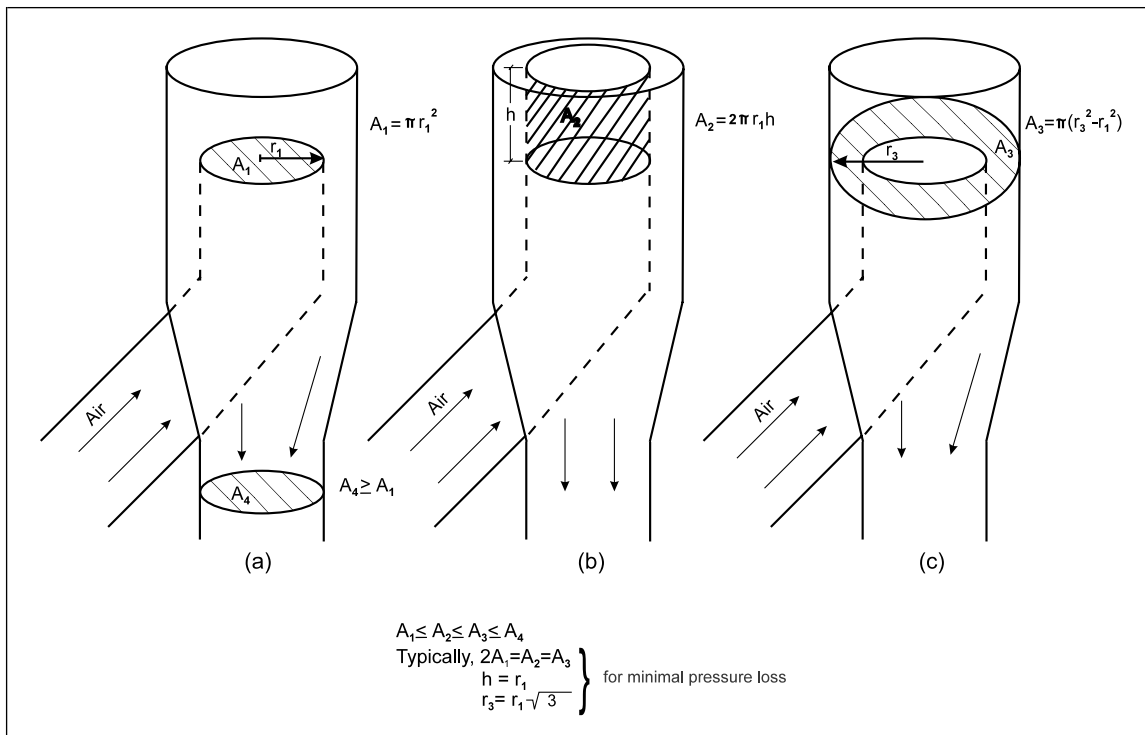 A₁ = π r₁²
r₁
A₁
Air
A₄
A₄ ≥ A₁
(a)
h
A₂
A₂ = 2π r₁h
Air
(b)
A₃=π(r₃²–r₁²)
r₃
A₃
Air
(c)
A₁≤ A₂≤ A₃≤ A₄
Typically, 2A₁=A₂=A₃
h = r₁
r₃= r₁√3
for minimal pressure loss